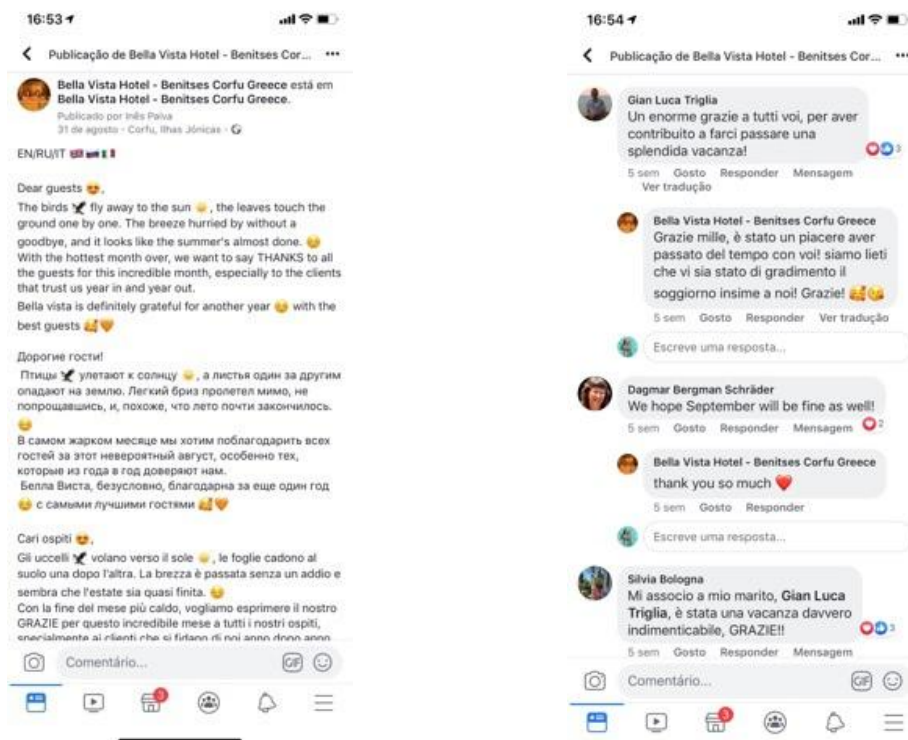 16:53
Publicação de Bella Vista Hotel - Benitses Cor... •••
Bella Vista Hotel - Benitses Corfu Greece está em
Bella Vista Hotel - Benitses Corfu Greece.
Publicado por Inês Paiva
31 de agosto · Corfu, Ilhas Jónicas ·
EN/RU/IT 🇬🇧 🇷🇺 🇮🇹
Dear guests 😍,
The birds 🦅 fly away to the sun ☀️, the leaves touch the
ground one by one. The breeze hurried by without a
goodbye, and it looks like the summer's almost done. 🥲
With the hottest month over, we want to say THANKS to all
the guests for this incredible month, especially to the clients
that trust us year in and year out.
Bella vista is definitely grateful for another year 😊 with the
best guests 🥰🧡
Дорогие гости!
Птицы 🦅 улетают к солнцу ☀️, а листья один за другим
опадают на землю. Легкий бриз пролетел мимо, не
попрощавшись, и, похоже, что лето почти закончилось.
🥲
В самом жарком месяце мы хотим поблагодарить всех
гостей за этот невероятный август, особенно тех,
которые из года в год доверяют нам.
Белла Виста, безусловно, благодарна за еще один год
😊 с самыми лучшими гостями 🥰🧡
Cari ospiti 😍,
Gli uccelli 🦅 volano verso il sole ☀️, le foglie cadono al
suolo una dopo l'altra. La brezza è passata senza un addio e
sembra che l'estate sia quasi finita. 🥲
Con la fine del mese più caldo, vogliamo esprimere il nostro
GRAZIE per questo incredibile mese a tutti i nostri ospiti,
specialmente ai clienti che si fidano di noi anno dopo anno
Comentário...
GIF
3
16:54
Publicação de Bella Vista Hotel - Benitses Cor... •••
Gian Luca Triglia
Un enorme grazie a tutti voi, per aver
contribuito a farci passare una
splendida vacanza!
3
5 sem Gosto Responder Mensagem
Ver tradução
Bella Vista Hotel - Benitses Corfu Greece
Grazie mille, è stato un piacere aver
passato del tempo con voi! siamo lieti
che vi sia stato di gradimento il
soggiorno insime a noi! Grazie! 🥰😘
5 sem Gosto Responder Ver tradução
Escreve uma resposta...
Dagmar Bergman Schräder
We hope September will be fine as well!
5 sem Gosto Responder Mensagem 2
Bella Vista Hotel - Benitses Corfu Greece
thank you so much ❤️
5 sem Gosto Responder
Escreve uma resposta...
Silvia Bologna
Mi associo a mio marito, Gian Luca
Triglia, è stata una vacanza davvero
indimenticabile, GRAZIE!!
3
5 sem Gosto Responder Mensagem
Comentário...
GIF
3